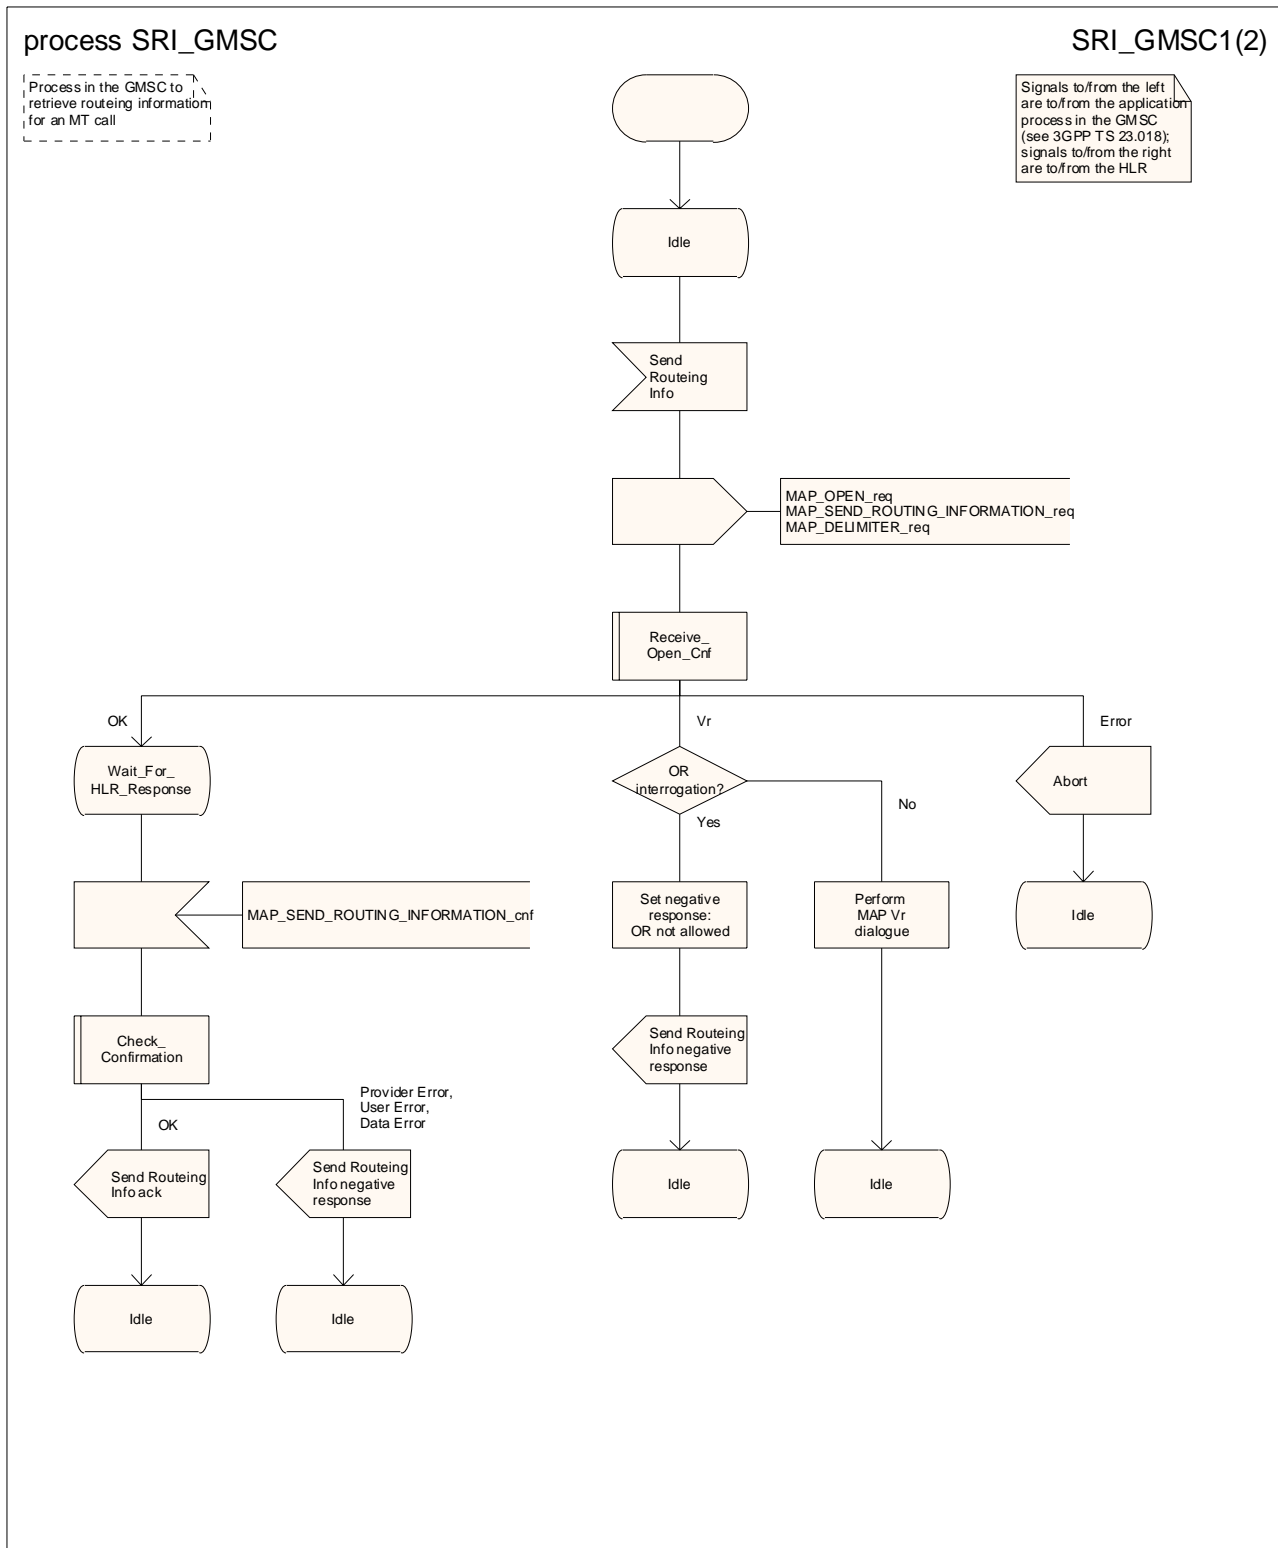 process SRI_GMSC
SRI_GMSC1(2)
Process in the GMSC to
retrieve routeing information
for an MT call
Signals to/from the left
are to/from the application
process in the GMSC
(see 3GPP TS 23.018);
signals to/from the right
are to/from the HLR
Idle
Send
Routeing
Info
MAP_OPEN_req
MAP_SEND_ROUTING_INFORMATION_req
MAP_DELIMITER_req
Receive_
Open_Cnf
OK
Vr
Error
Wait_For_
HLR_Response
OR
interrogation?
Abort
No
Yes
MAP_SEND_ROUTING_INFORMATION_cnf
Set negative
response:
OR not allowed
Perform
MAP Vr
dialogue
Idle
Check_
Confirmation
Send Routeing
Info negative
response
Provider Error,
User Error,
Data Error
OK
Send Routeing
Info ack
Send Routeing
Info negative
response
Idle
Idle
Idle
Idle